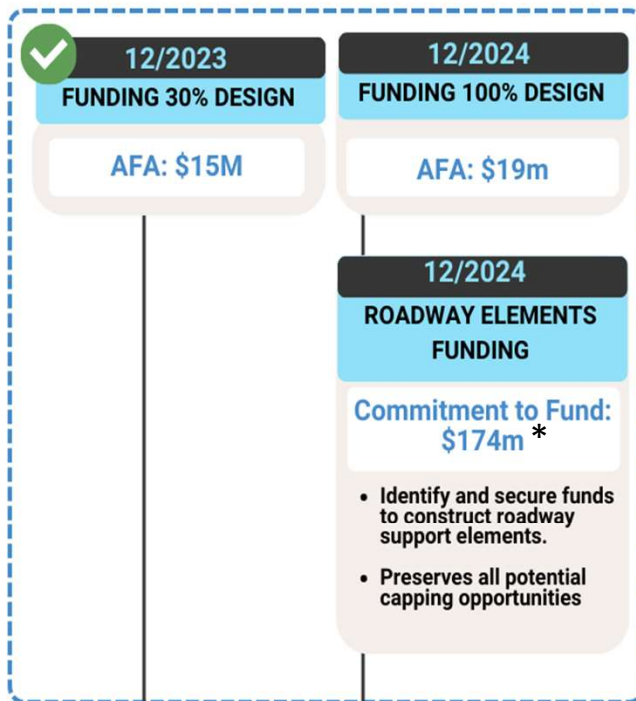 12/2023
FUNDING 30% DESIGN
AFA: $15M
12/2024
FUNDING 100% DESIGN
AFA: $19m
12/2024
ROADWAY ELEMENTS
FUNDING
Commitment to Fund:
$174m *
• Identify and secure funds
to construct roadway
support elements.
• Preserves all potential
capping opportunities